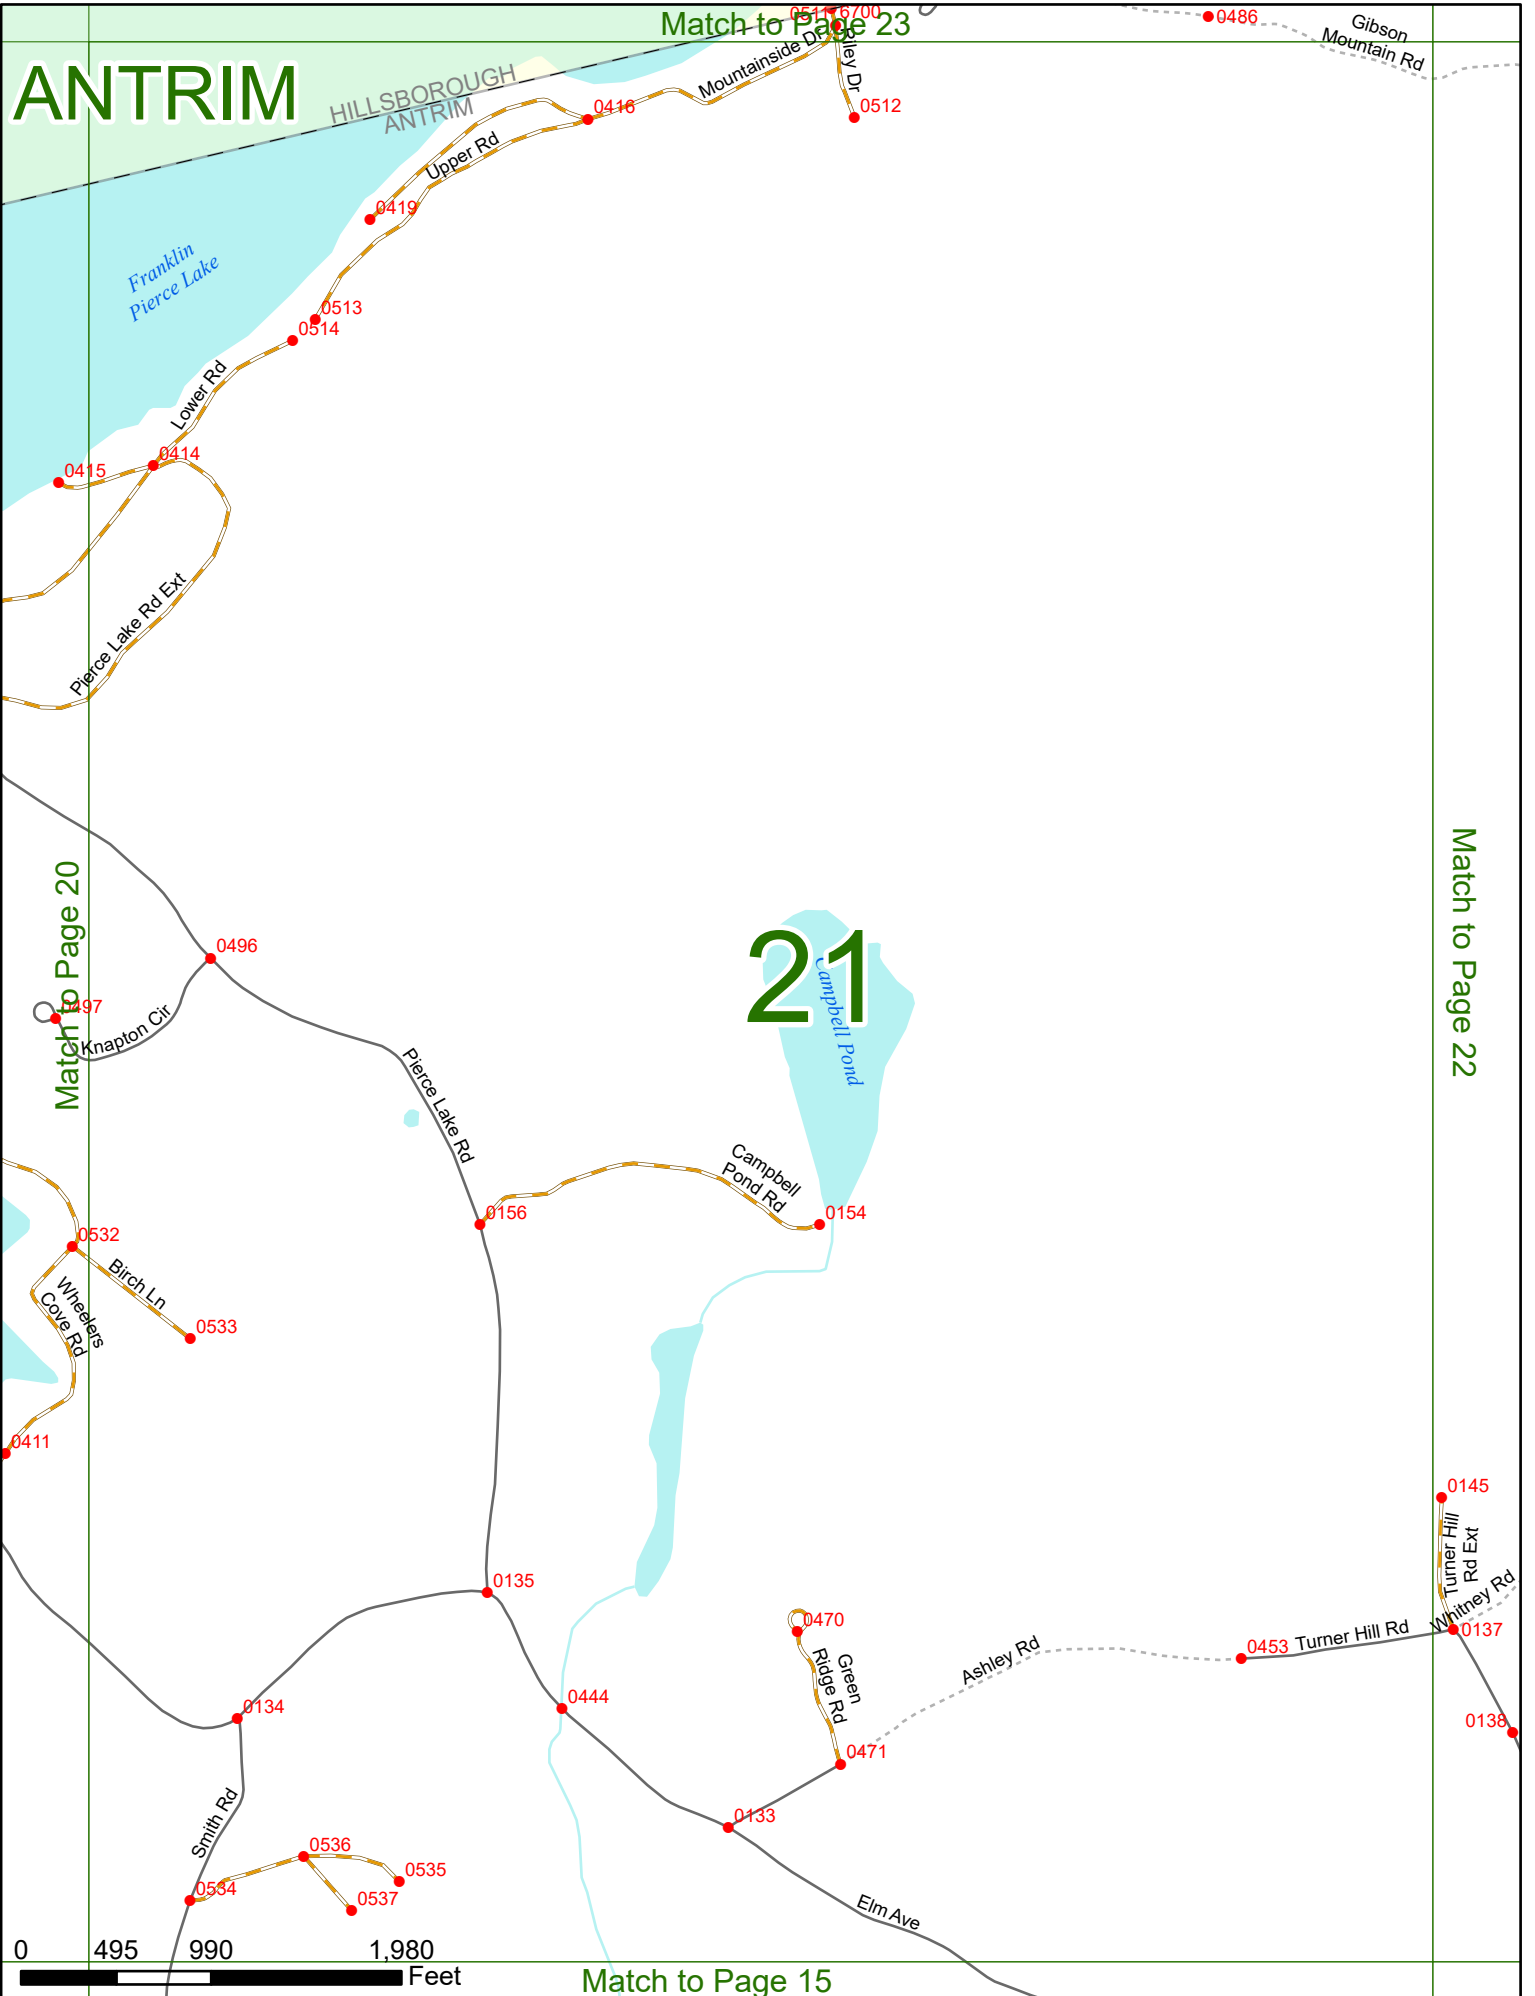 0511
6700
Match to Page 23
0486
Gibson
Mountain Rd
ANTRIM
HILLSBOROUGH
ANTRIM
Mountainside Dr
Riley Dr
0416
0512
Upper Rd
0419
Franklin
Pierce Lake
0513
0514
Lower Rd
0414
0415
Pierce Lake Rd Ext
Match to Page 20
Match to Page 22
0496
21
Campbell Pond
0497
Knapton Cir
Pierce Lake Rd
Campbell
Pond Rd
0156
0154
0532
Birch Ln
Wheelers
Cove Rd
0533
0411
0145
Turner Hill
Rd Ext
Whitney Rd
0135
0470
Green
Ridge Rd
Ashley Rd
0453
Turner Hill Rd
0137
0134
0444
0138
0471
Smith Rd
0133
0536
0535
0534
0537
Elm Ave
0 495 990 1,980
Feet
Match to Page 15